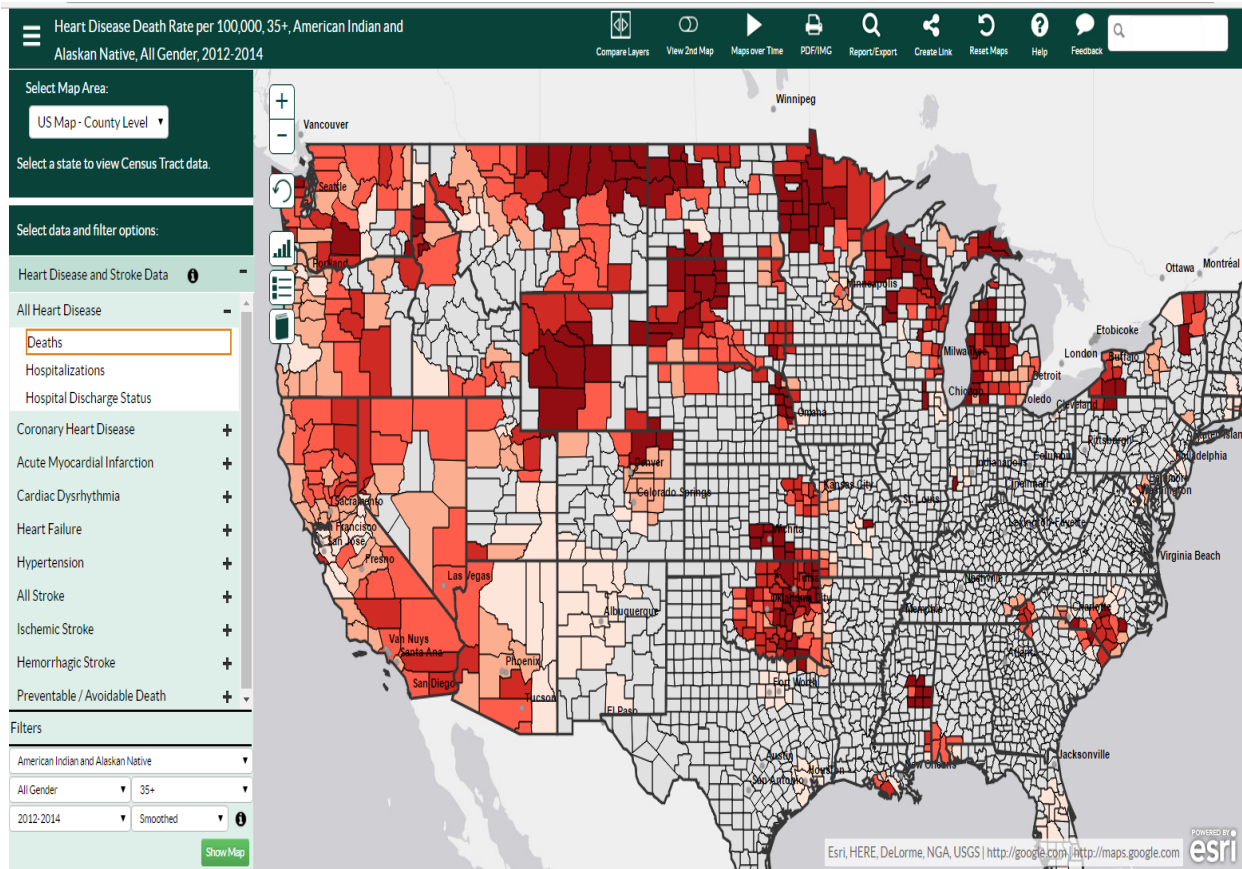 Heart Disease Death Rate per 100,000, 35+, American Indian and
Alaskan Native, All Gender, 2012-2014
Compare Layers
View 2nd Map
Maps over Time
PDF/IMG
Report/Export
Create Link
Reset Maps
Help
Feedback
Select Map Area:
US Map - County Level
Select a state to view Census Tract data.
Select data and filter options:
Heart Disease and Stroke Data
All Heart Disease
Deaths
Hospitalizations
Hospital Discharge Status
Coronary Heart Disease
Acute Myocardial Infarction
Cardiac Dysrhythmia
Heart Failure
Hypertension
All Stroke
Ischemic Stroke
Hemorrhagic Stroke
Preventable / Avoidable Death
Filters
American Indian and Alaskan Native
All Gender
35+
2012-2014
Smoothed
Show Map
Winnipeg
Vancouver
Seattle
Portland
Ottawa
Montréal
Minneapolis
Etobicoke
London
Buffalo
Milwaukee
Detroit
Chicago
Toledo
Cleveland
Omaha
Pittsburgh
Philadelphia
Denver
Indianapolis
Columbus
Colorado Springs
Kansas City
St. Louis
Cincinnati
Washington
Sacramento
San Francisco
San Jose
Lexington-Fayette
Wichita
Virginia Beach
Fresno
Las Vegas
Tulsa
Nashville
Oklahoma City
Albuquerque
Memphis
Charlotte
Van Nuys
Santa Ana
Phoenix
Atlanta
San Diego
Tucson
Fort Worth
El Paso
Austin
Houston
San Antonio
New Orleans
Jacksonville
Esri, HERE, DeLorme, NGA, USGS | http://google.com | http://maps.google.com
POWERED BY
esri